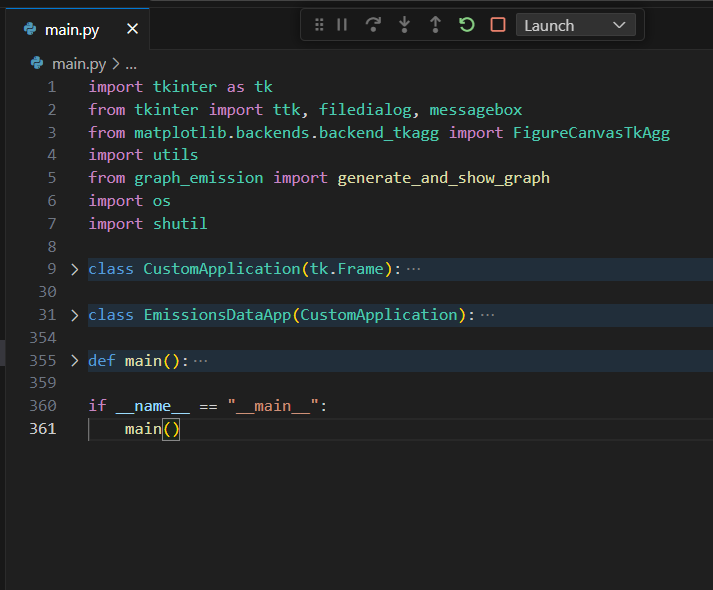 main.py
Launch
main.py > ...
1 import tkinter as tk
2 from tkinter import ttk, filedialog, messagebox
3 from matplotlib.backends.backend_tkagg import FigureCanvasTkAgg
4 import utils
5 from graph_emission import generate_and_show_graph
6 import os
7 import shutil
8
9 class CustomApplication(tk.Frame):···
30
31 class EmissionsDataApp(CustomApplication):···
354
355 def main():···
359
360 if __name__ == "__main__":
361 main()